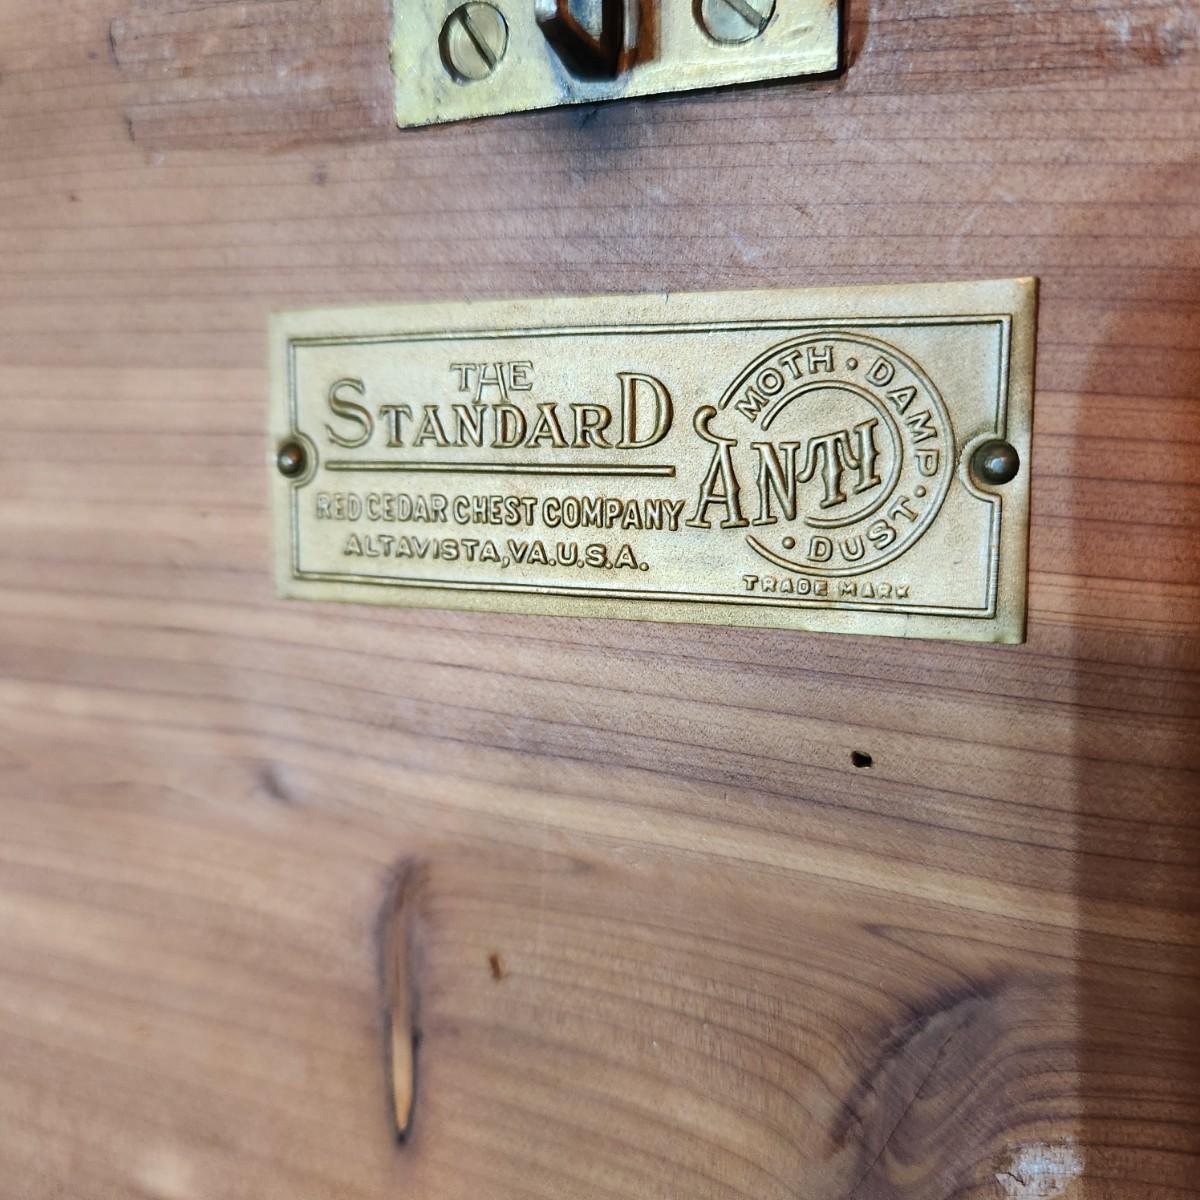 THE
STANDARD
RED CEDAR CHEST COMPANY
ALTAVISTA, VA. U.S.A.
ANTI
MOTH · DAMP · DUST ·
TRADE MARK